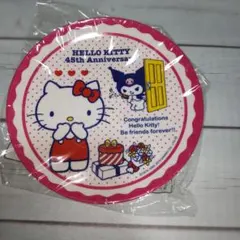 HELLO KITTY
45th Anniversary
Congratulations
Hello Kitty!
Be friends forever!!